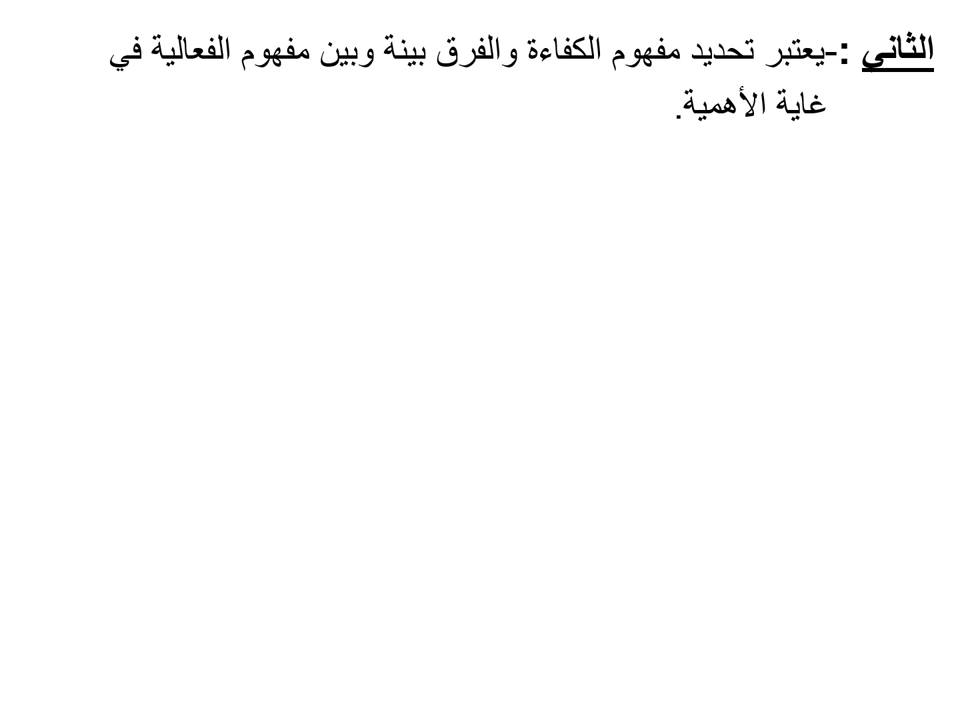 الثاني :-يعتبر تحديد مفهوم الكفاءة والفرق بينة وبين مفهوم الفعالية في
غاية الأهمية.